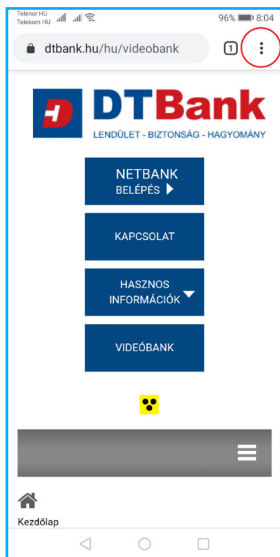 Telenor HU
Telekom HU
96% 8:04
dtbank.hu/hu/videobank
1
DTBank
LENDÜLET - BIZTONSÁG - HAGYOMÁNY
NETBANK
BELÉPÉS
KAPCSOLAT
HASZNOS
INFORMÁCIÓK
VIDEÓBANK
Kezdőlap